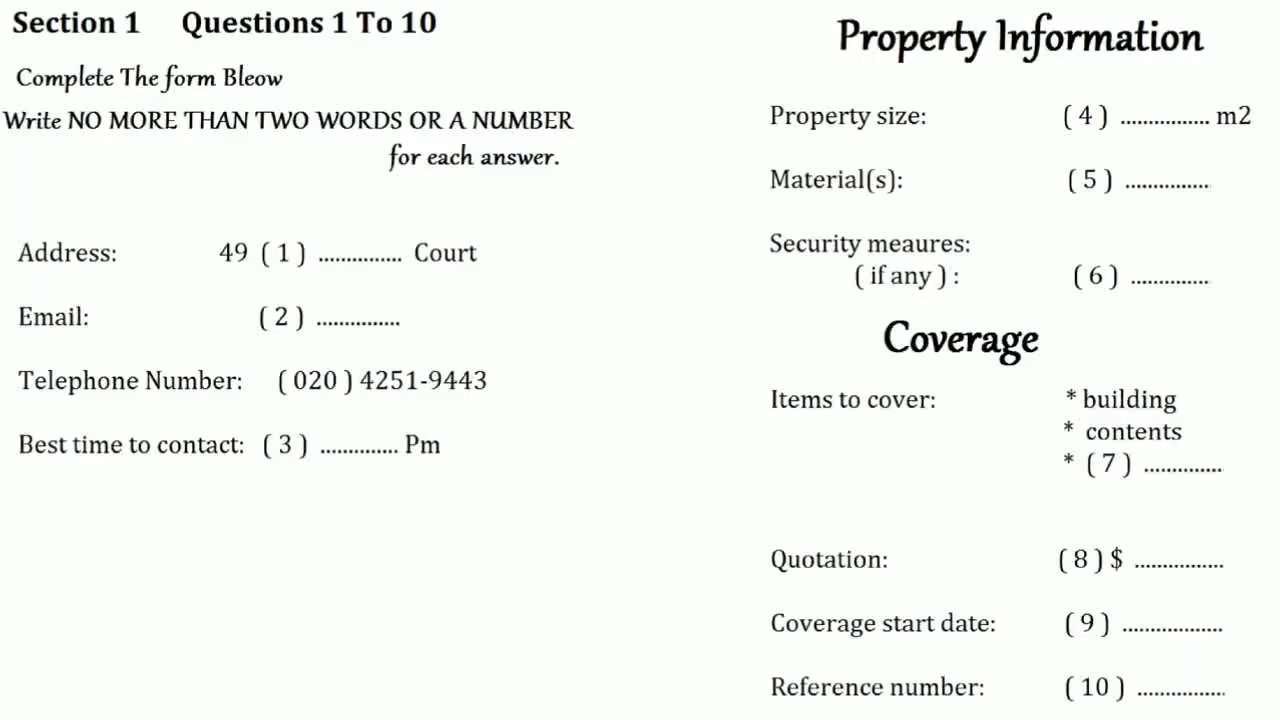 Section 1 Questions 1 To 10
Complete The form Bleow
Write NO MORE THAN TWO WORDS OR A NUMBER
for each answer.
Address: 49 ( 1 ) ............... Court
Email: ( 2 ) ...............
Telephone Number: ( 020 ) 4251-9443
Best time to contact: ( 3 ) .............. Pm
Property Information
Property size: ( 4 ) ................ m2
Material(s): ( 5 ) ...............
Security meaures:
( if any ) : ( 6 ) ..............
Coverage
Items to cover: * building
* contents
* ( 7 ) ..............
Quotation: ( 8 ) $ ................
Coverage start date: ( 9 ) ..................
Reference number: ( 10 ) ................